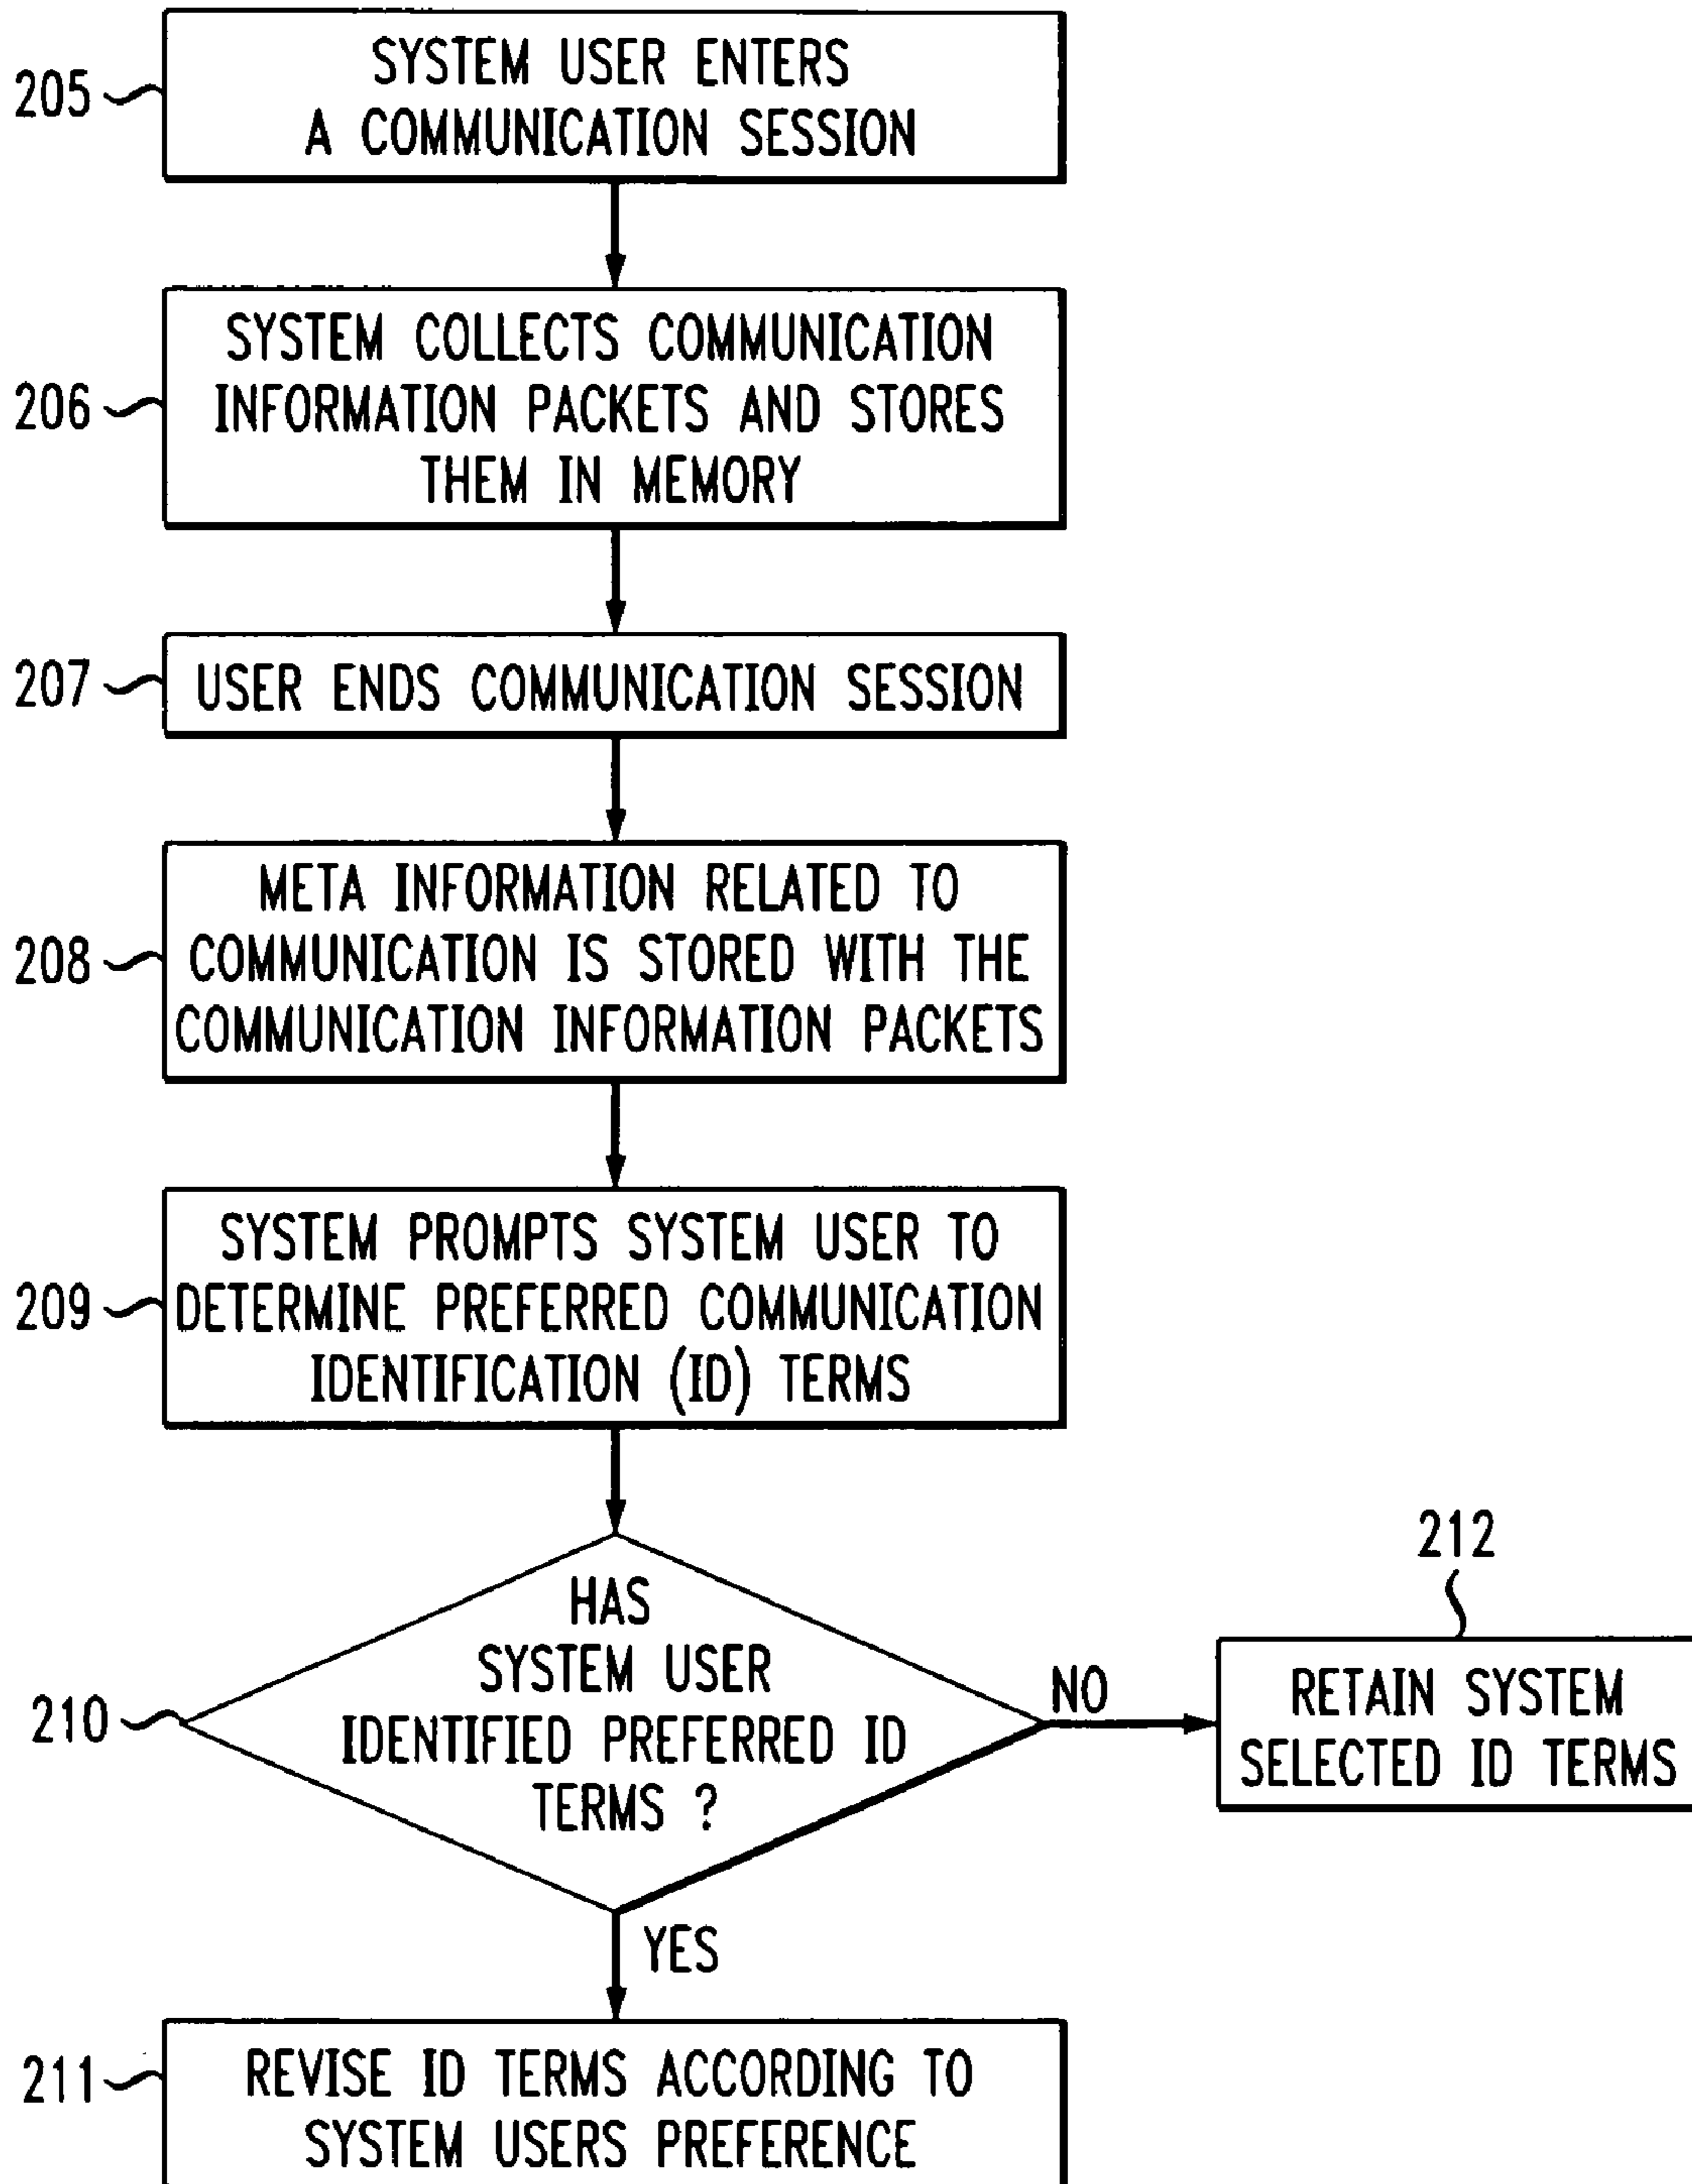 205
SYSTEM USER ENTERS
A COMMUNICATION SESSION
206
SYSTEM COLLECTS COMMUNICATION
INFORMATION PACKETS AND STORES
THEM IN MEMORY
207
USER ENDS COMMUNICATION SESSION
208
META INFORMATION RELATED TO
COMMUNICATION IS STORED WITH THE
COMMUNICATION INFORMATION PACKETS
209
SYSTEM PROMPTS SYSTEM USER TO
DETERMINE PREFERRED COMMUNICATION
IDENTIFICATION (ID) TERMS
210
HAS
SYSTEM USER
IDENTIFIED PREFERRED ID
TERMS ?
NO
212
RETAIN SYSTEM
SELECTED ID TERMS
YES
211
REVISE ID TERMS ACCORDING TO
SYSTEM USERS PREFERENCE